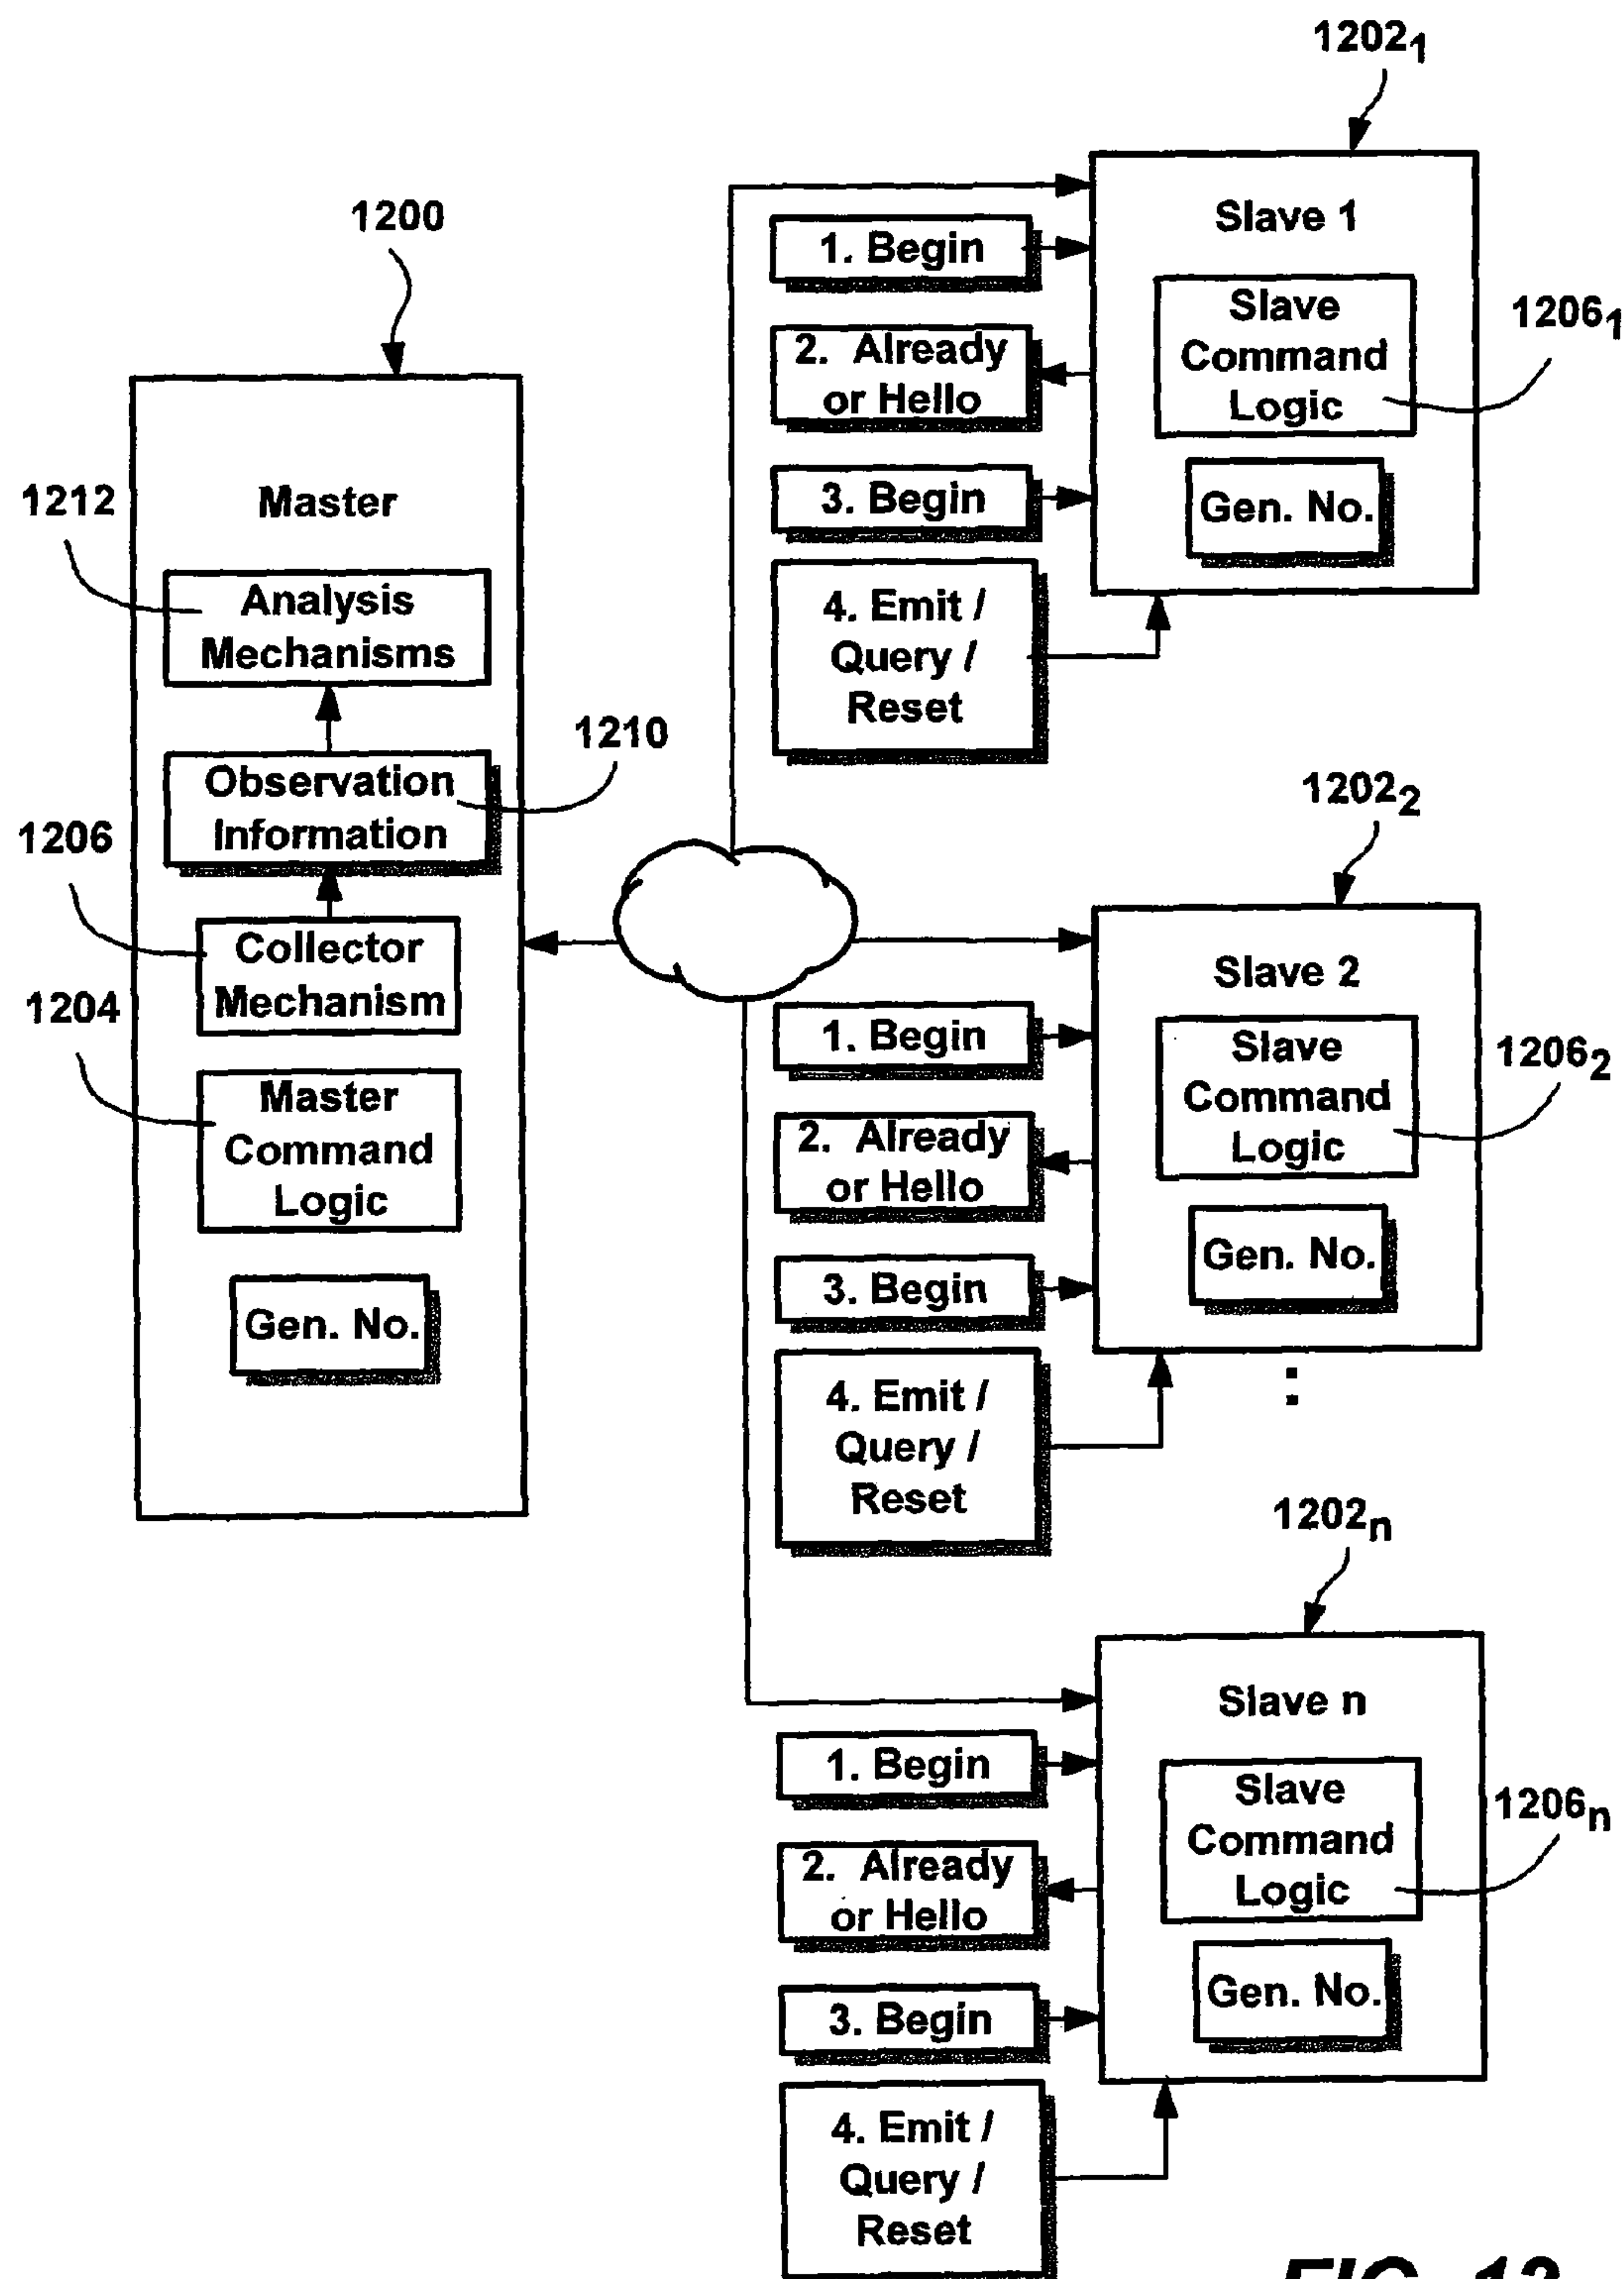 1202₁
1200
Slave 1
1. Begin
Slave
Command
Logic
1206₁
2. Already
or Hello
3. Begin
Gen. No.
4. Emit /
Query /
Reset
Master
1212
Analysis
Mechanisms
1210
Observation
Information
1206
Collector
Mechanism
1204
Master
Command
Logic
Gen. No.
1202₂
Slave 2
1. Begin
Slave
Command
Logic
1206₂
2. Already
or Hello
3. Begin
Gen. No.
4. Emit /
Query /
Reset
:
1202ₙ
Slave n
1. Begin
Slave
Command
Logic
1206ₙ
2. Already
or Hello
3. Begin
Gen. No.
4. Emit /
Query /
Reset
FIG.